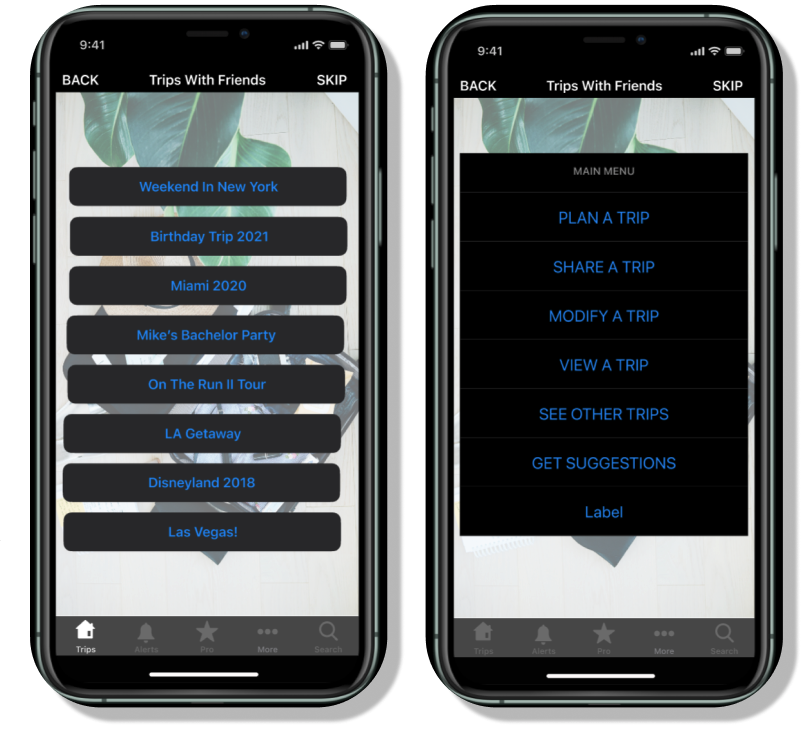 9:41
BACK Trips With Friends SKIP
Weekend In New York
Birthday Trip 2021
Miami 2020
Mike's Bachelor Party
On The Run II Tour
LA Getaway
Disneyland 2018
Las Vegas!
Trips Alerts Pro More Search
9:41
BACK Trips With Friends SKIP
MAIN MENU
PLAN A TRIP
SHARE A TRIP
MODIFY A TRIP
VIEW A TRIP
SEE OTHER TRIPS
GET SUGGESTIONS
Label
Trips Alerts Pro More Search